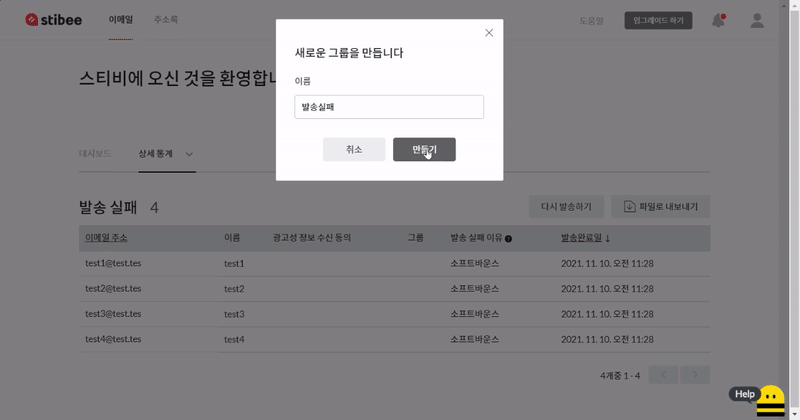 stibee 이메일 주소록 도움말 업그레이드 하기
새로운 그룹을 만듭니다
이름
발송실패
취소 만들기
스티비에 오신 것을 환영합니
대시보드 상세 통계
발송 실패 4 다시 발송하기 파일로 내보내기
이메일 주소 이름 광고성 정보 수신 동의 그룹 발송 실패 이유 ? 발송완료일 ↓
test1@test.tes test1 소프트바운스 2021. 11. 10. 오전 11:28
test2@test.tes test2 소프트바운스 2021. 11. 10. 오전 11:28
test3@test.tes test3 소프트바운스 2021. 11. 10. 오전 11:28
test4@test.tes test4 소프트바운스 2021. 11. 10. 오전 11:28
4개중 1 - 4
Help